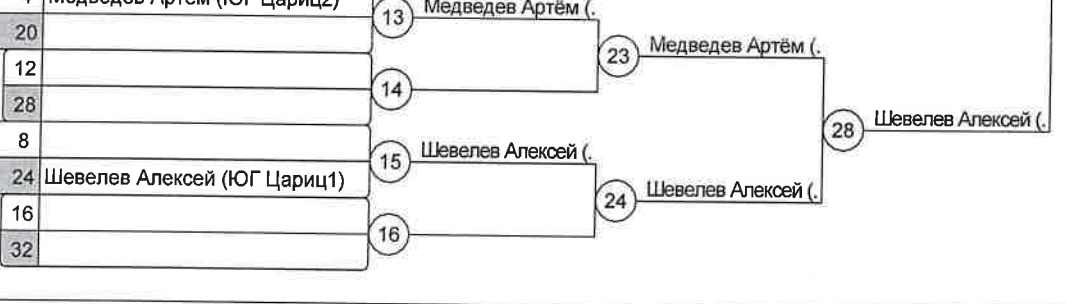 4 Медведев Артём (ЮГ Цариц2)
20
12
28
8
24 Шевелев Алексей (ЮГ Цариц1)
16
32
13
14
15
16
Медведев Артём (.
Шевелев Алексей (.
23
24
Медведев Артём (.
Шевелев Алексей (.
28
Шевелев Алексей (.